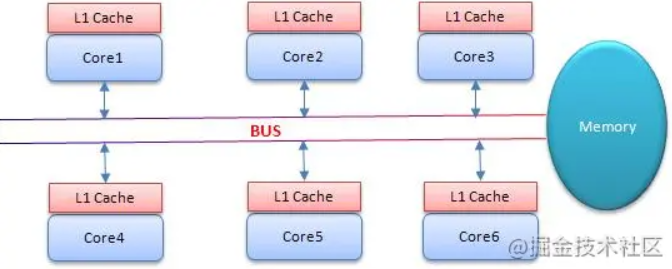 L1 Cache
Core1
L1 Cache
Core2
L1 Cache
Core3
BUS
Memory
L1 Cache
Core4
L1 Cache
Core5
L1 Cache
Core6
@掘金技术社区